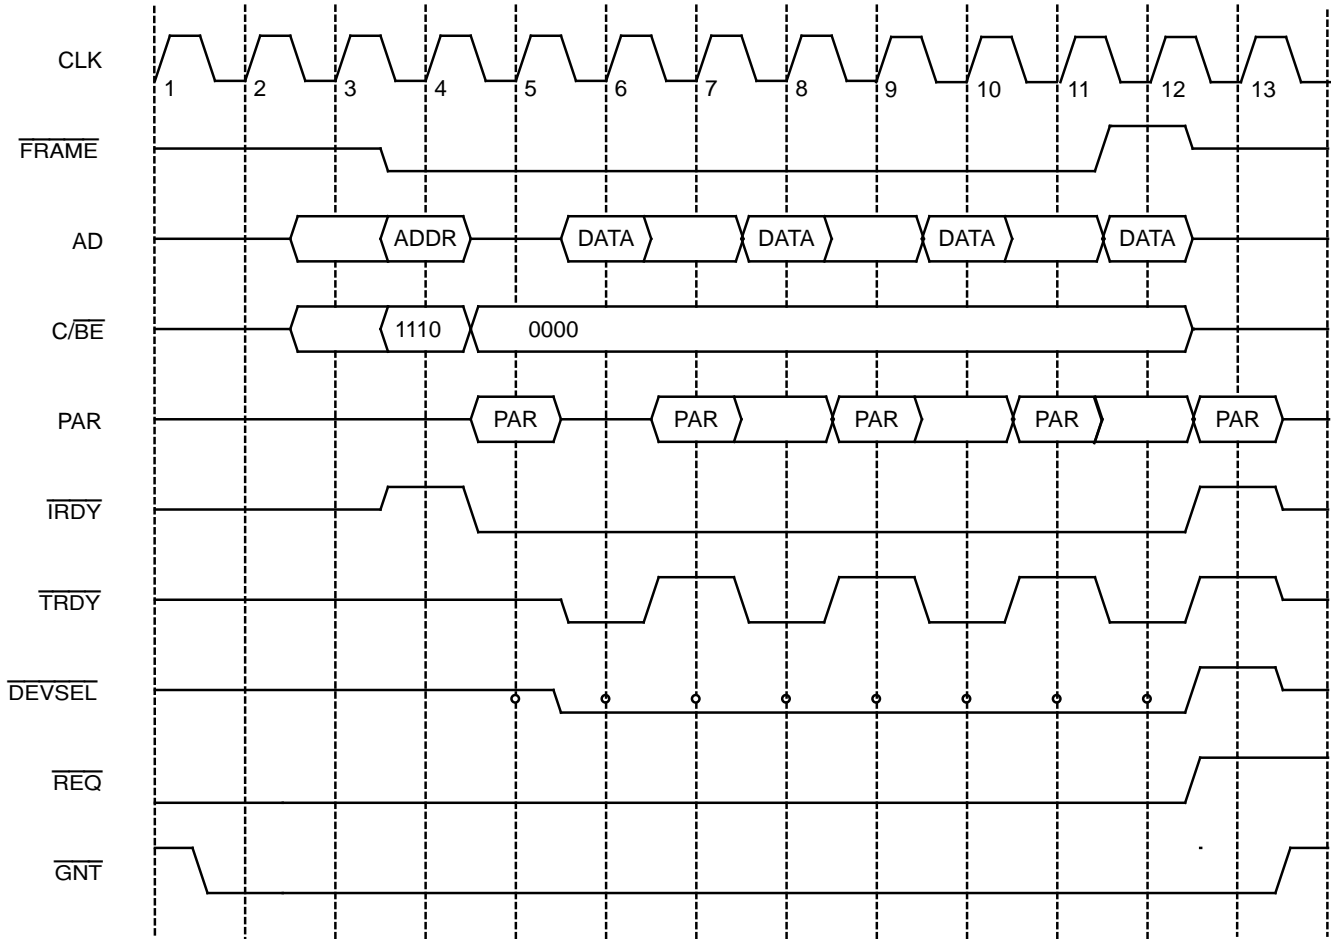 CLK
1 2 3 4 5 6 7 8 9 10 11 12 13
FRAME
AD ADDR DATA DATA DATA DATA
C/BE 1110 0000
PAR PAR PAR PAR PAR PAR
IRDY
TRDY
DEVSEL
REQ
GNT